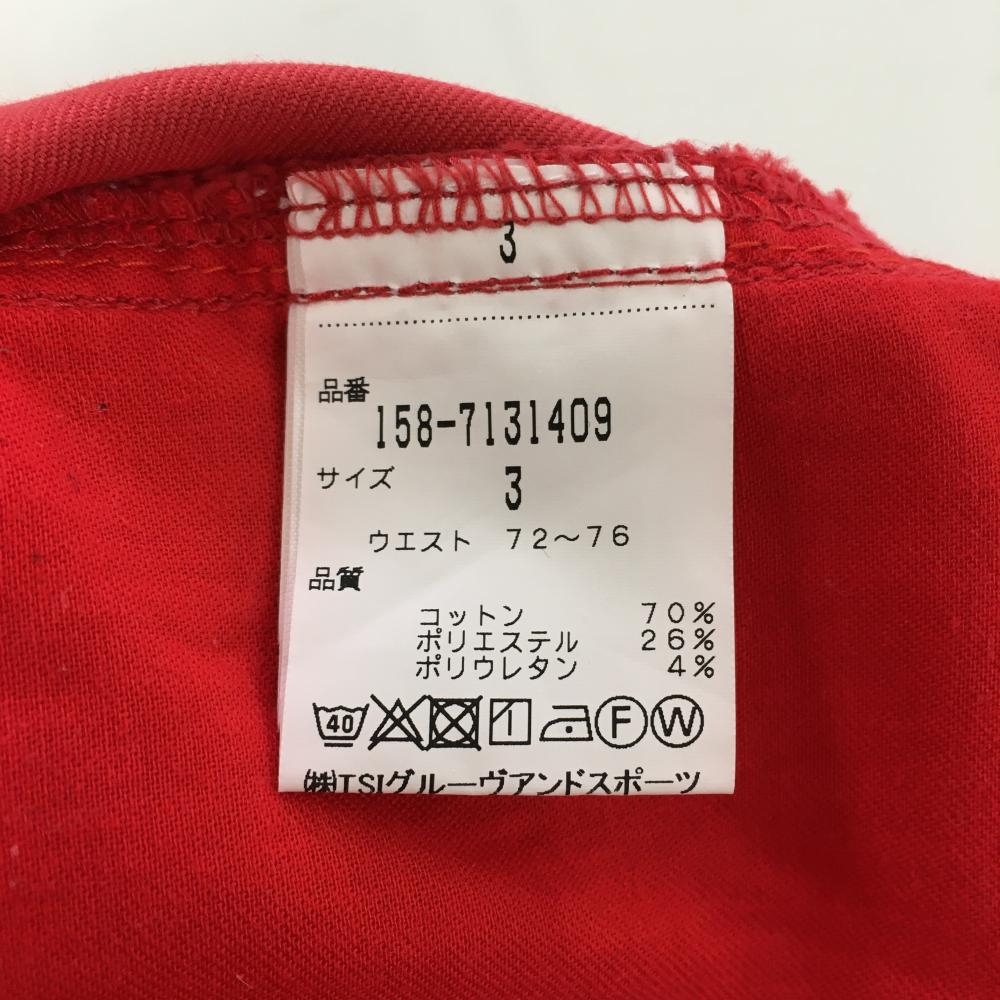 3
品番
158-7131409
サイズ 3
ウエスト 72～76
品質
コットン 70%
ポリエステル 26%
ポリウレタン 4%
40 F W
㈱TSIグルーヴアンドスポーツ